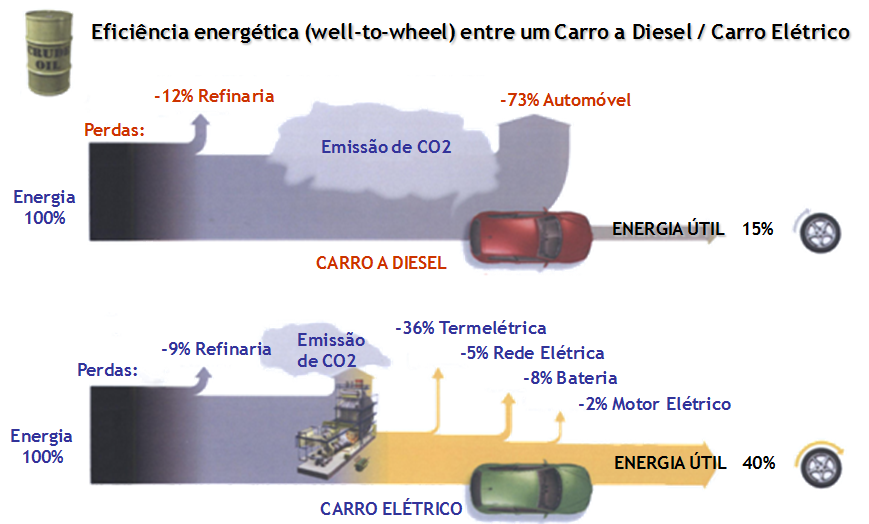 Eficiência energética (well-to-wheel) entre um Carro a Diesel / Carro Elétrico
CRUDE
OIL
-12% Refinaria
-73% Automóvel
Perdas:
Emissão de CO2
Energia
100%
ENERGIA ÚTIL 15%
CARRO A DIESEL
-36% Termelétrica
-9% Refinaria
Emissão
de CO2
-5% Rede Elétrica
Perdas:
-8% Bateria
-2% Motor Elétrico
Energia
100%
ENERGIA ÚTIL 40%
CARRO ELÉTRICO